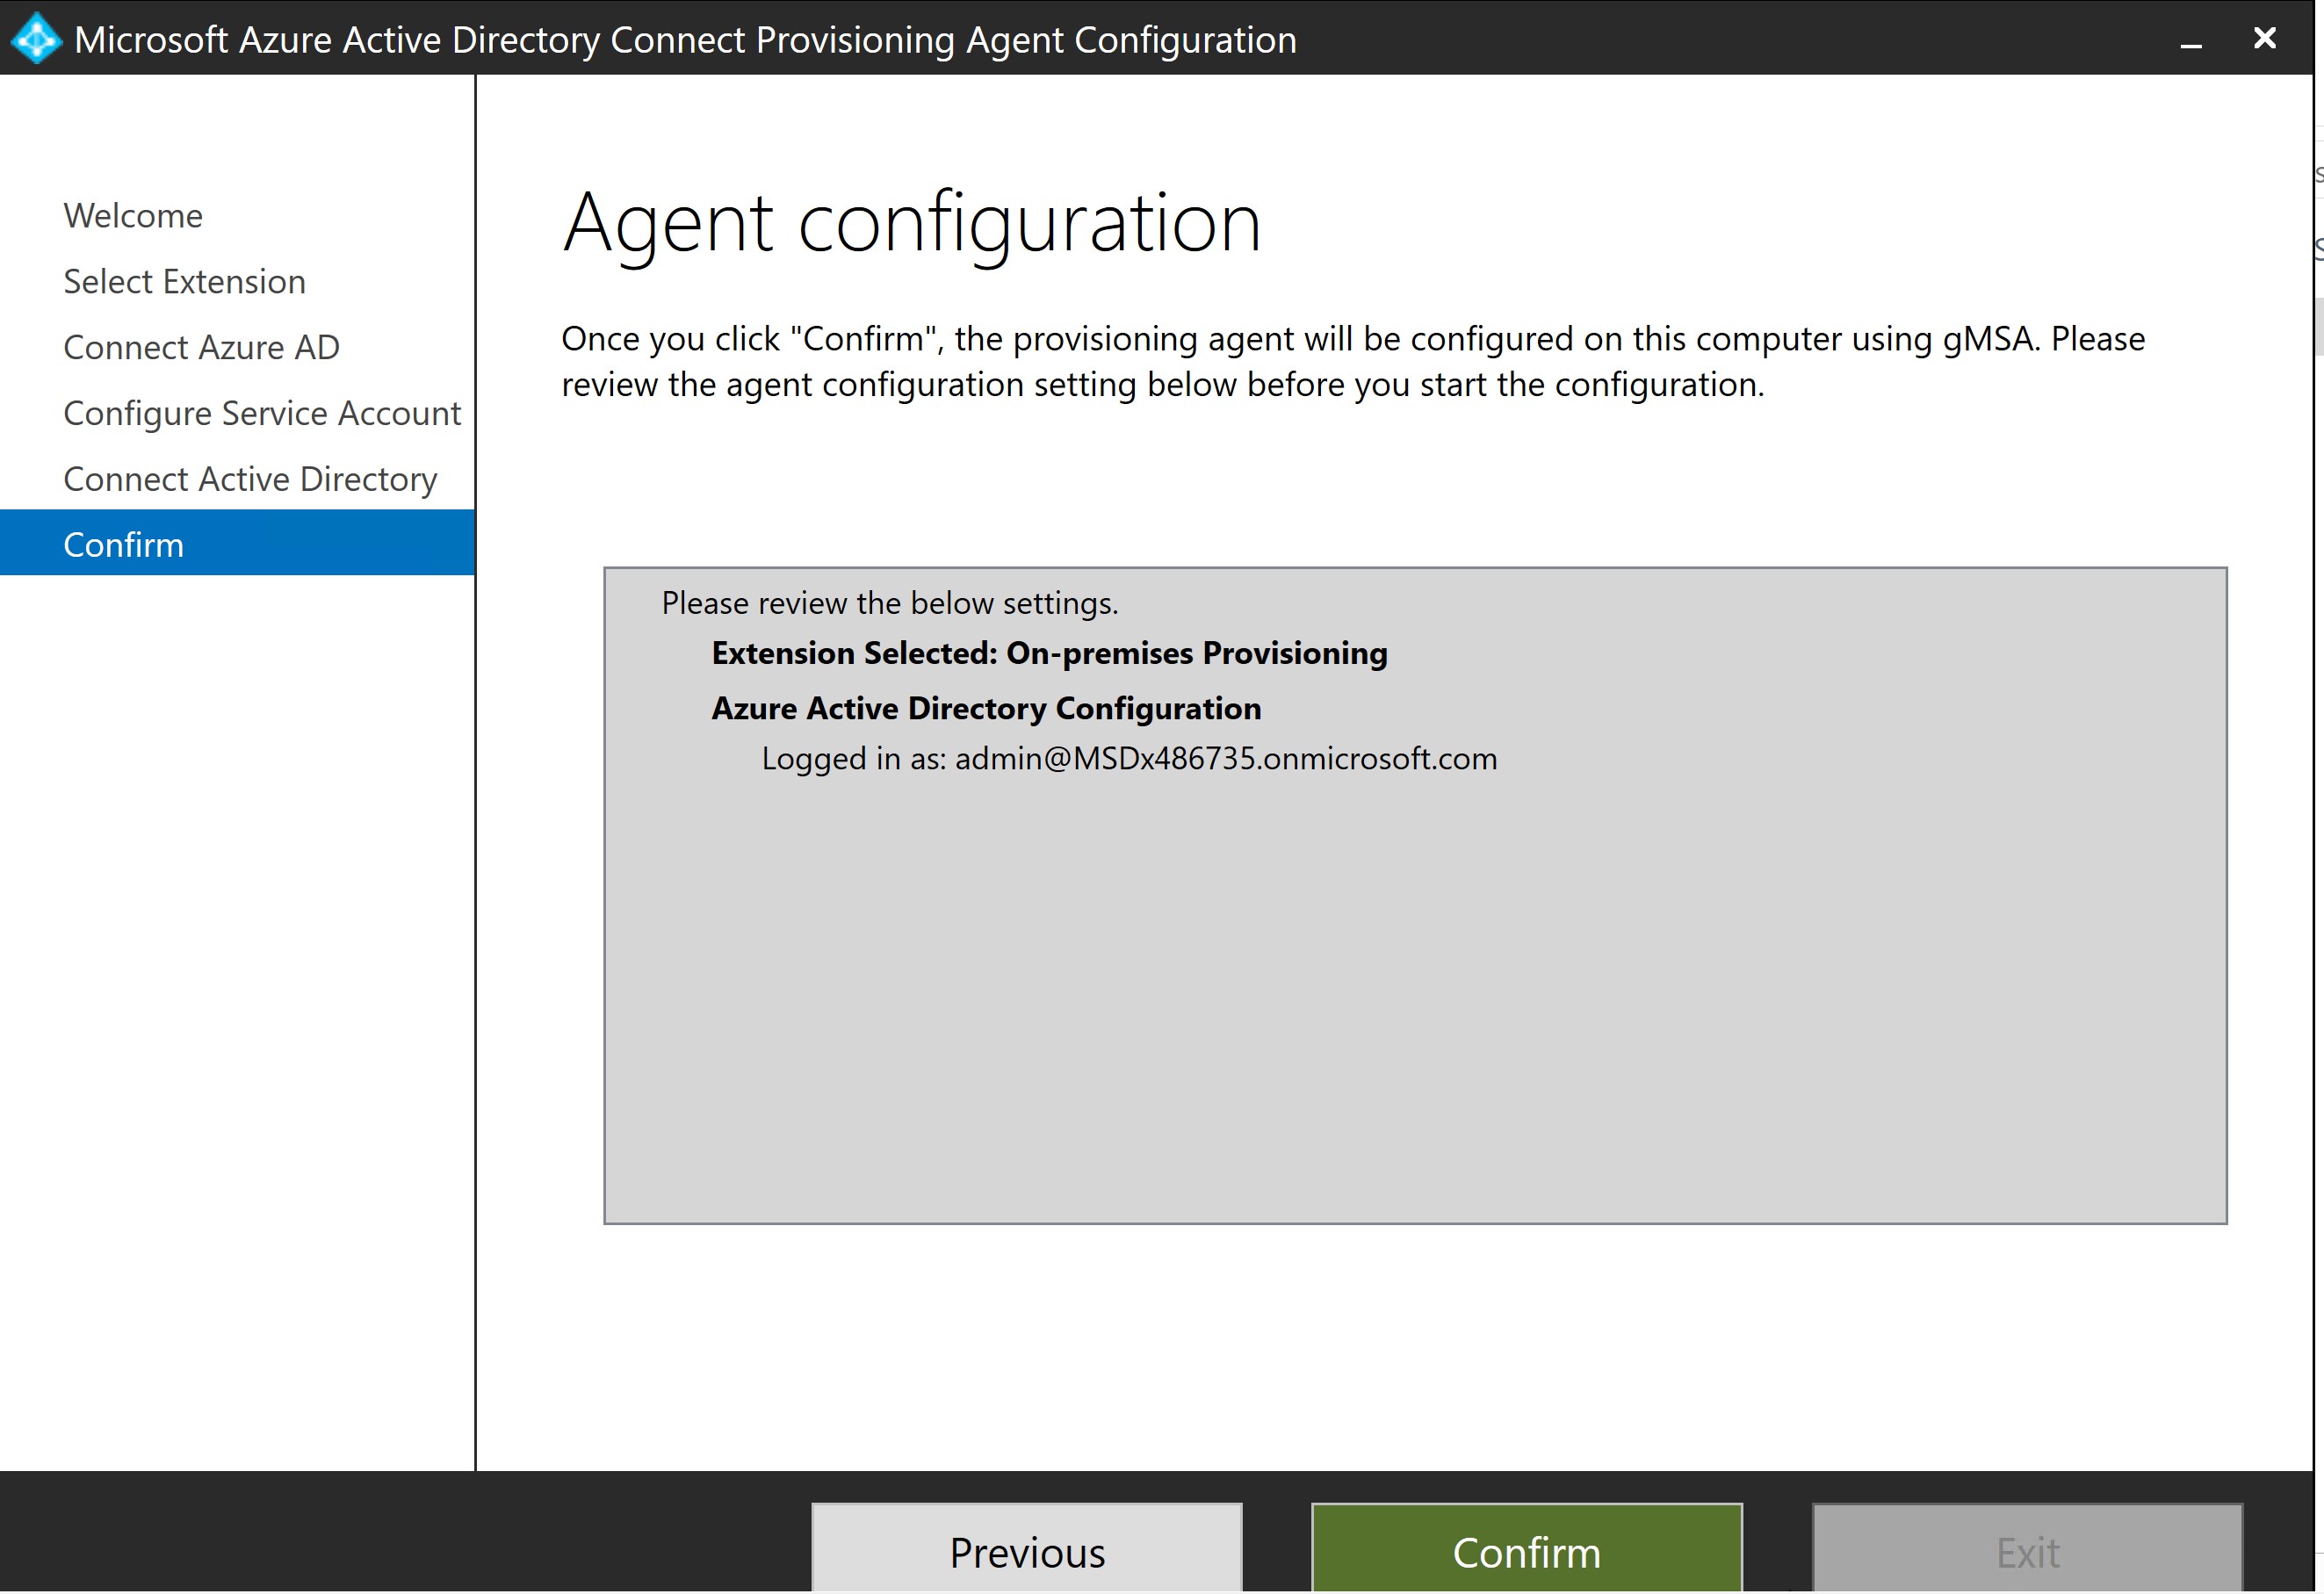 Microsoft Azure Active Directory Connect Provisioning Agent Configuration
Welcome
Select Extension
Connect Azure AD
Configure Service Account
Connect Active Directory
Confirm
Agent configuration
Once you click "Confirm", the provisioning agent will be configured on this computer using gMSA. Please
review the agent configuration setting below before you start the configuration.
Please review the below settings.
Extension Selected: On-premises Provisioning
Azure Active Directory Configuration
Logged in as: admin@MSDx486735.onmicrosoft.com
Previous
Confirm
Exit